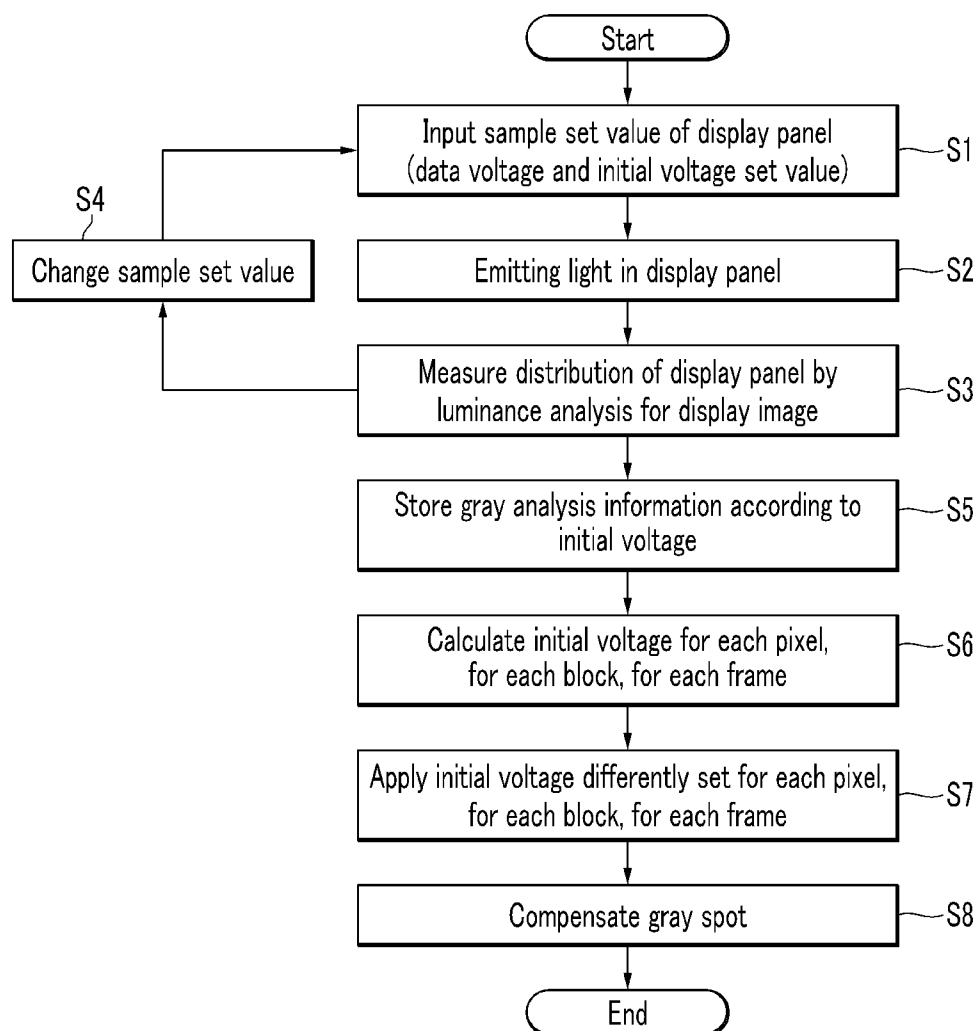 Start
Input sample set value of display panel
(data voltage and initial voltage set value)
S1
S4
Change sample set value
Emitting light in display panel
S2
Measure distribution of display panel by
luminance analysis for display image
S3
Store gray analysis information according to
initial voltage
S5
Calculate initial voltage for each pixel,
for each block, for each frame
S6
Apply initial voltage differently set for each pixel,
for each block, for each frame
S7
Compensate gray spot
S8
End